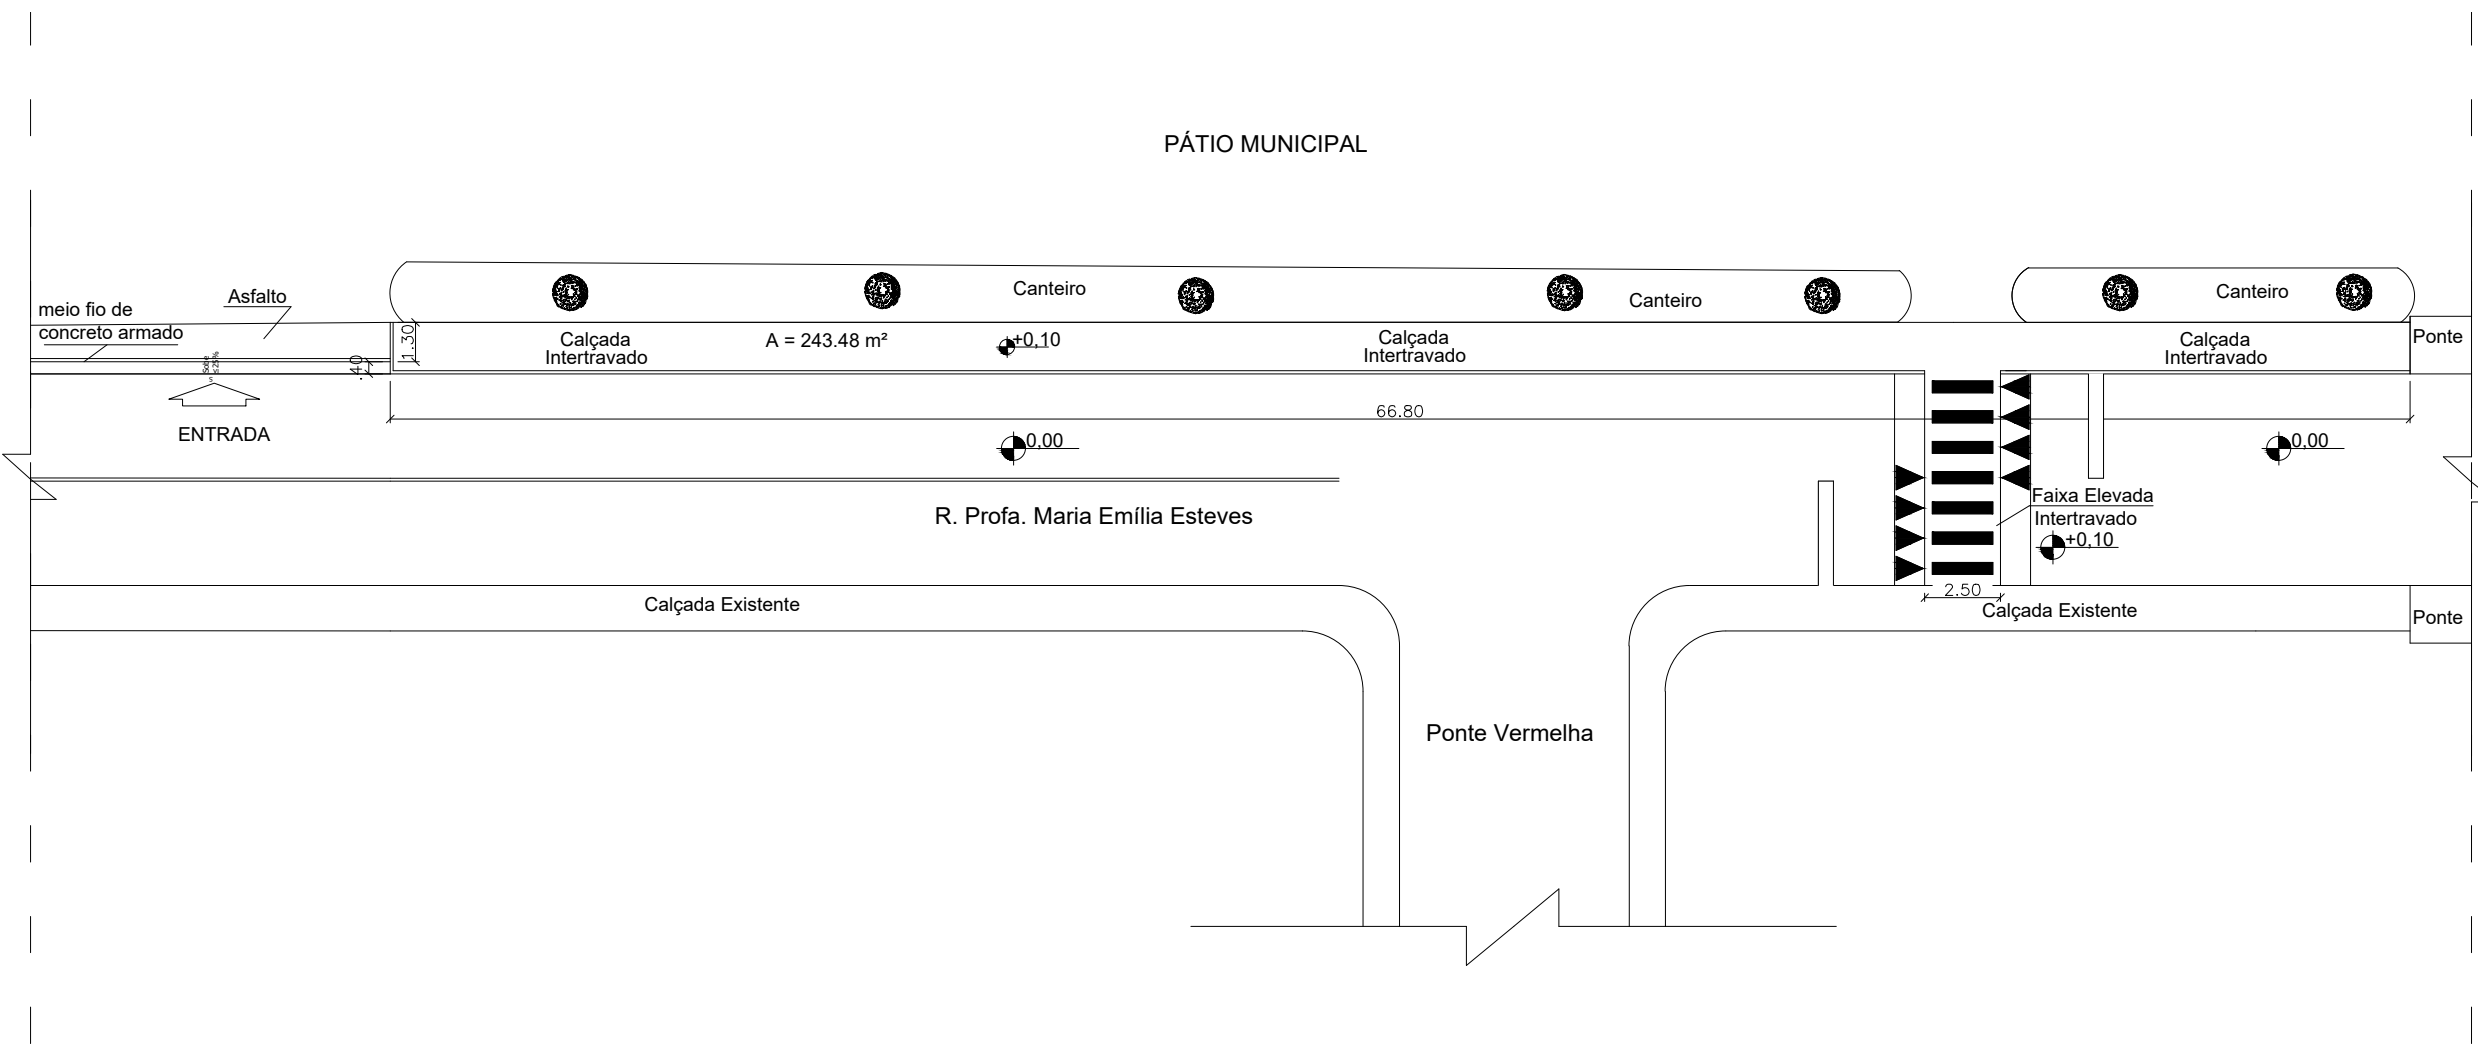 PÁTIO MUNICIPAL
meio fio de
concreto armado
Asfalto
Canteiro
Canteiro
Canteiro
Calçada
Intertravado
A = 243.48 m²
+0,10
1.30
.40
Calçada
Intertravado
Calçada
Intertravado
Ponte
Sobe
≤25%
S
ENTRADA
66.80
0,00
0,00
R. Profa. Maria Emília Esteves
Faixa Elevada
Intertravado
+0,10
2.50
Calçada Existente
Calçada Existente
Ponte
Ponte Vermelha